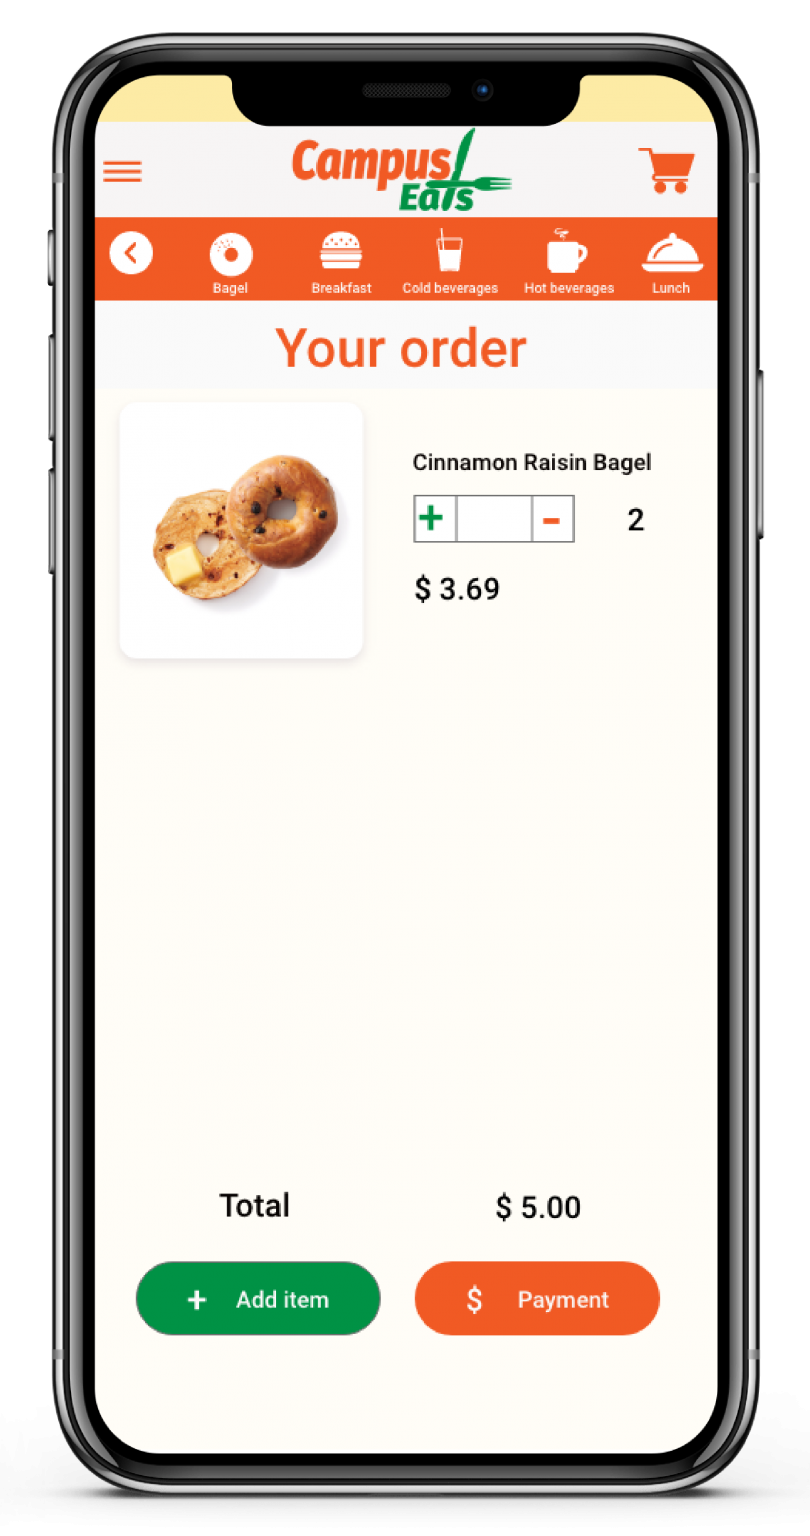 Campus
Eats
Bagel
Breakfast
Cold beverages
Hot beverages
Lunch
Your order
Cinnamon Raisin Bagel
+ - 2
$ 3.69
Total $ 5.00
+ Add item
$ Payment